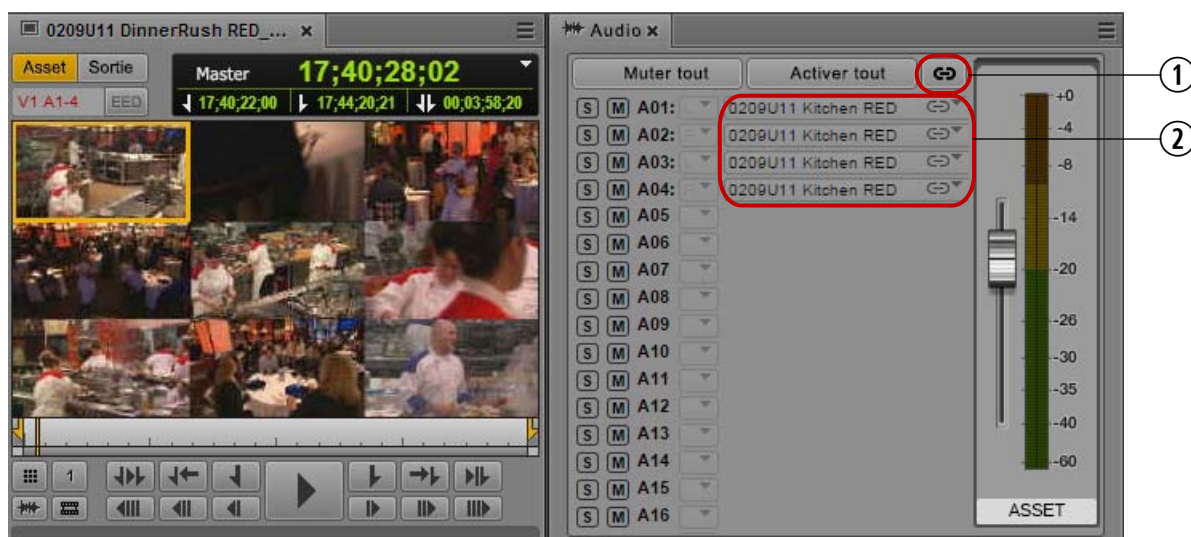 0209U11 DinnerRush RED_...
Asset Sortie
Master 17;40;28;02
V1 A1-4 EED
17;40;22;00 17;44;20;21 00;03;58;20
1
Audio
Muter tout Activer tout
S M A01: 0209U11 Kitchen RED
S M A02: 0209U11 Kitchen RED
S M A03: 0209U11 Kitchen RED
S M A04: 0209U11 Kitchen RED
S M A05
S M A06
S M A07
S M A08
S M A09
S M A10
S M A11
S M A12
S M A13
S M A14
S M A15
S M A16
+0
-4
-8
-14
-20
-26
-30
-35
-40
-60
ASSET
1
2